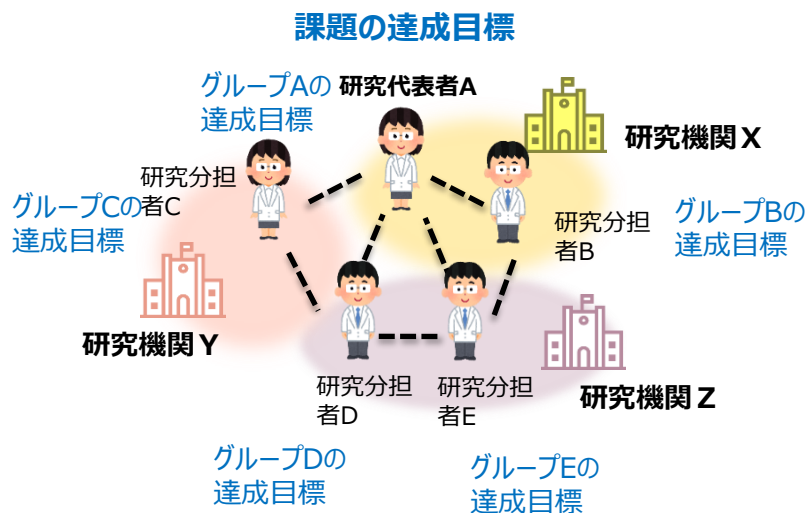 課題の達成目標
グループAの
達成目標
研究代表者A
研究機関X
研究分担
者C
グループCの
達成目標
研究分担
者B
グループBの
達成目標
研究機関Y
研究分担
者D
研究分担
者E
研究機関Z
グループDの
達成目標
グループEの
達成目標